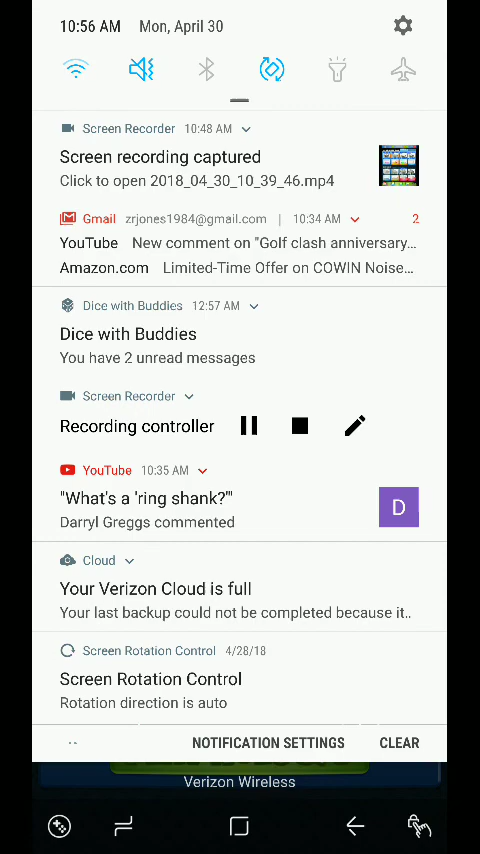 10:56 AM Mon, April 30
Screen Recorder 10:48 AM
Screen recording captured
Click to open 2018_04_30_10_39_46.mp4
Gmail zrjones1984@gmail.com | 10:34 AM 2
YouTube New comment on "Golf clash anniversary...
Amazon.com Limited-Time Offer on COWIN Noise...
Dice with Buddies 12:57 AM
Dice with Buddies
You have 2 unread messages
Screen Recorder
Recording controller
YouTube 10:35 AM
"What's a 'ring shank?'"
Darryl Greggs commented
D
Cloud
Your Verizon Cloud is full
Your last backup could not be completed because it..
Screen Rotation Control 4/28/18
Screen Rotation Control
Rotation direction is auto
NOTIFICATION SETTINGS CLEAR
Verizon Wireless